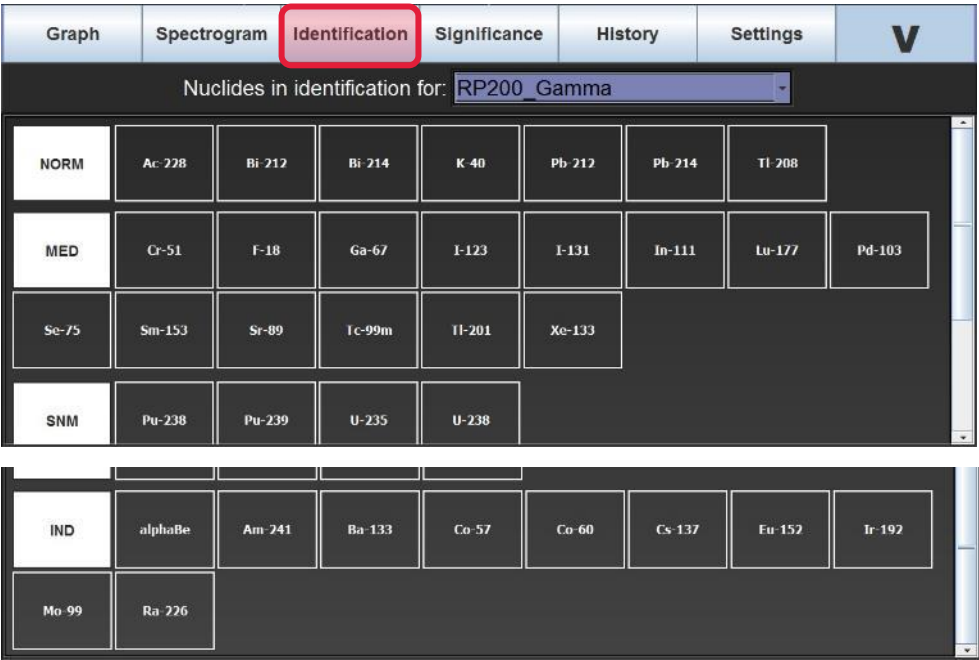 Graph Spectrogram Identification Significance History Settings V
Nuclides in identification for: RP200_Gamma
NORM Ac-228 Bi-212 Bi-214 K-40 Pb-212 Pb-214 Tl-208
MED Cr-51 F-18 Ga-67 I-123 I-131 In-111 Lu-177 Pd-103
Se-75 Sm-153 Sr-89 Tc-99m Tl-201 Xe-133
SNM Pu-238 Pu-239 U-235 U-238
IND alphaBe Am-241 Ba-133 Co-57 Co-60 Cs-137 Eu-152 Ir-192
Mo-99 Ra-226